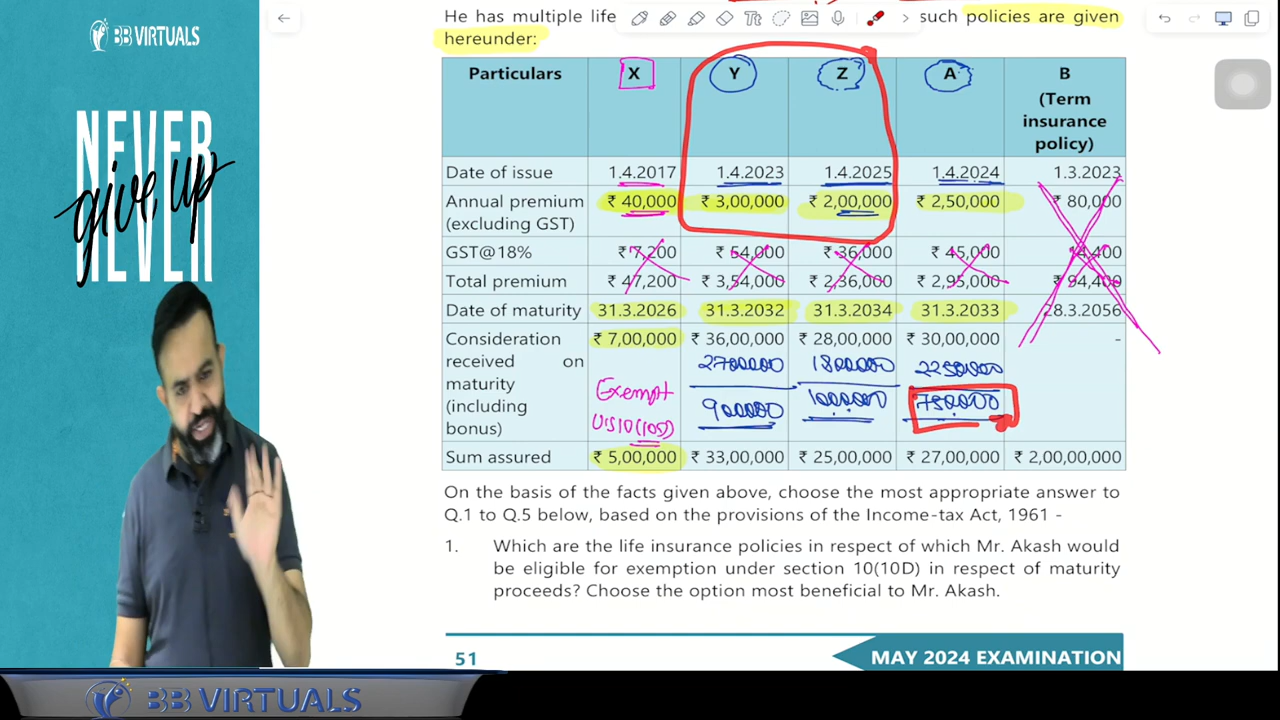 BB VIRTUALS
NEVER
give up
NEVER
He has multiple life
such policies are given
hereunder:
Particulars X Y Z A B
(Term
insurance
policy)
Date of issue 1.4.2017 1.4.2023 1.4.2025 1.4.2024 1.3.2023
Annual premium ₹ 40,000 ₹ 3,00,000 ₹ 2,00,000 ₹ 2,50,000 ₹ 80,000
(excluding GST)
GST@18% ₹ 7,200 ₹ 54,000 ₹ 36,000 ₹ 45,000 14,400
Total premium ₹ 47,200 ₹ 3,54,000 ₹ 2,36,000 ₹ 2,95,000 ₹ 94,400
Date of maturity 31.3.2026 31.3.2032 31.3.2034 31.3.2033 28.3.2056
Consideration ₹ 7,00,000 ₹ 36,00,000 ₹ 28,00,000 ₹ 30,00,000 -
received on 2700000 1800000 2250000
maturity Exempt
(including 900000 1000000 750000
bonus) U/S10(10D)
Sum assured ₹ 5,00,000 ₹ 33,00,000 ₹ 25,00,000 ₹ 27,00,000 ₹ 2,00,00,000
On the basis of the facts given above, choose the most appropriate answer to
Q.1 to Q.5 below, based on the provisions of the Income-tax Act, 1961 -
1. Which are the life insurance policies in respect of which Mr. Akash would
be eligible for exemption under section 10(10D) in respect of maturity
proceeds? Choose the option most beneficial to Mr. Akash.
51 MAY 2024 EXAMINATION
BB VIRTUALS